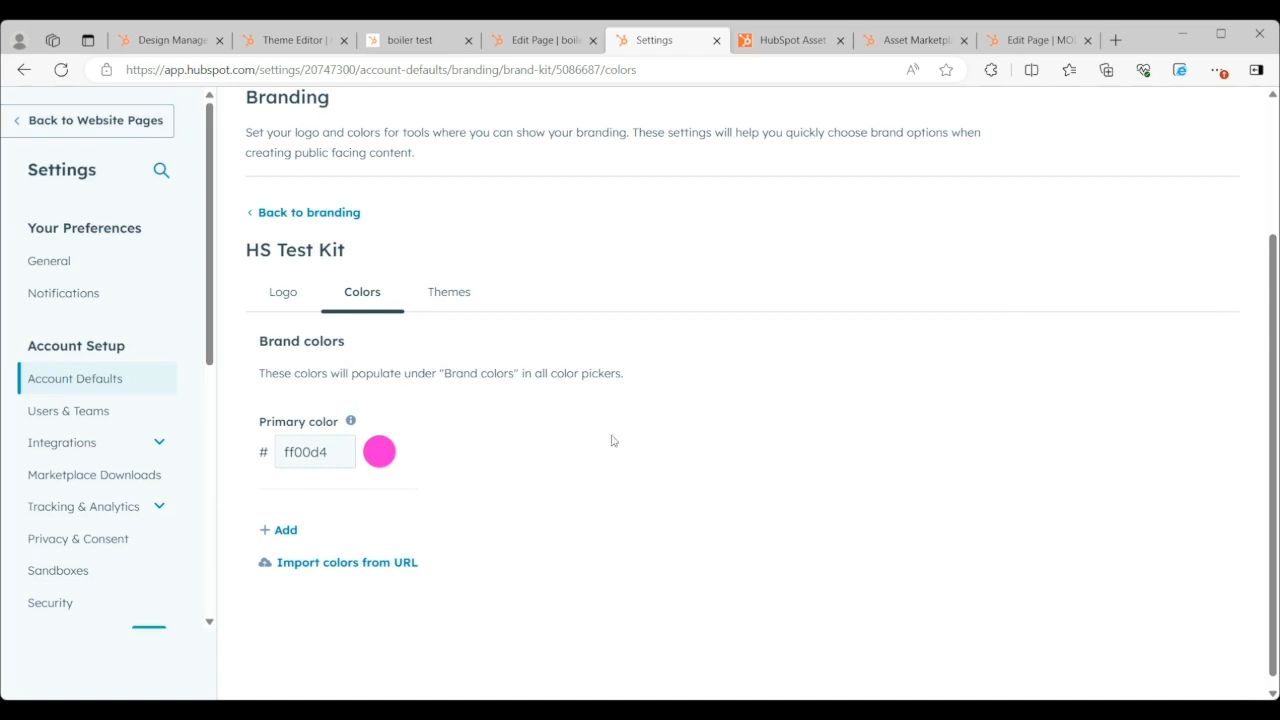 Design Manage
Theme Editor | r
boiler test
Edit Page | boile
Settings
HubSpot Asset
Asset Marketpl
Edit Page | MO
https://app.hubspot.com/settings/20747300/account-defaults/branding/brand-kit/5086687/colors
Back to Website Pages
Settings
Your Preferences
General
Notifications
Account Setup
Account Defaults
Users & Teams
Integrations
Marketplace Downloads
Tracking & Analytics
Privacy & Consent
Sandboxes
Security
Branding
Set your logo and colors for tools where you can show your branding. These settings will help you quickly choose brand options when
creating public facing content.
Back to branding
HS Test Kit
Logo Colors Themes
Brand colors
These colors will populate under "Brand colors" in all color pickers.
Primary color
# ff00d4
+ Add
Import colors from URL